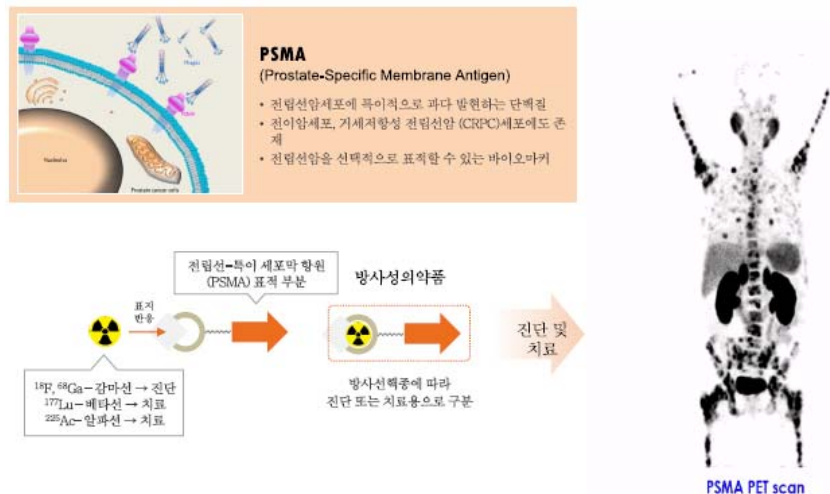 PSMA
(Prostate-Specific Membrane Antigen)
• 전립선암세포에 특이적으로 과다 발현하는 단백질
• 전이암세포, 거세저항성 전립선암 (CRPC)세포에도 존
재
• 전립선암을 선택적으로 표적할 수 있는 바이오마커
Nucleolus
Prostate cancer cells
전립선-특이 세포막 항원
(PSMA) 표적 부분
방사성의약품
표지
반응
진단 및
치료
¹⁸F, ⁶⁸Ga-감마선 → 진단
¹⁷⁷Lu-베타선 → 치료
²²⁵Ac-알파선 → 치료
방사선핵종에 따라
진단 또는 치료용으로 구분
PSMA PET scan